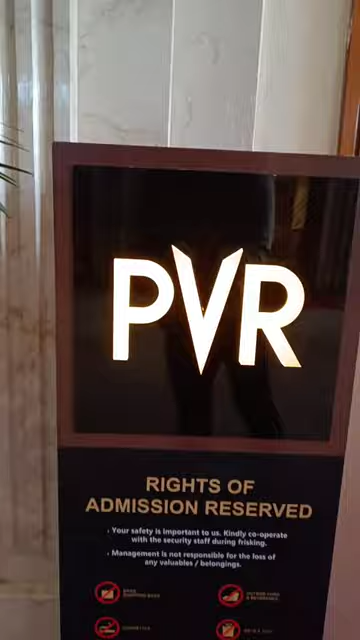 PVR
RIGHTS OF
ADMISSION RESERVED
• Your safety is important to us. Kindly co-operate
with the security staff during frisking.
• Management is not responsible for the loss of
any valuables / belongings.